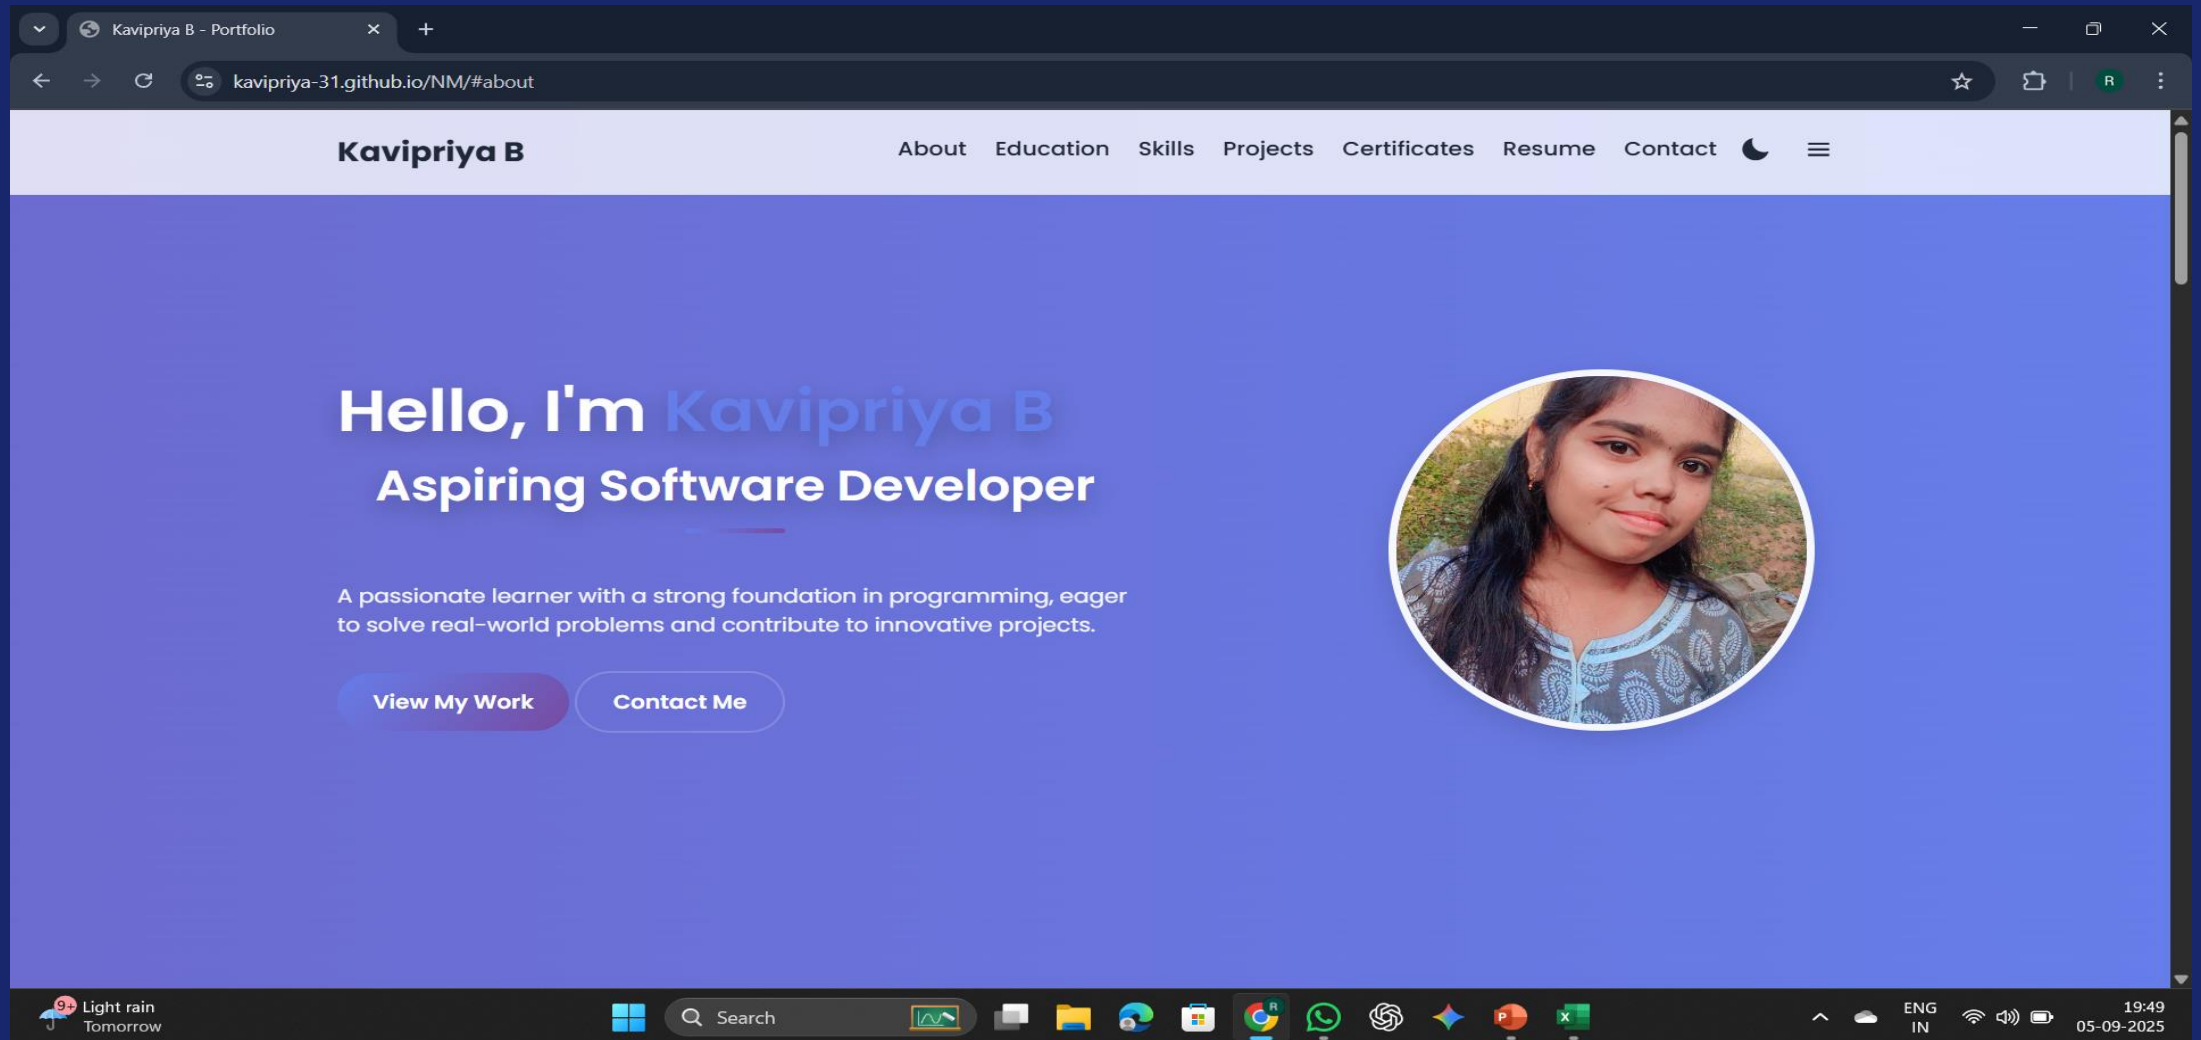 Kavipriya B - Portfolio
kavipriya-31.github.io/NM/#about
R
Kavipriya B
About Education Skills Projects Certificates Resume Contact
Hello, I'm Kavipriya B
Aspiring Software Developer
A passionate learner with a strong foundation in programming, eager
to solve real-world problems and contribute to innovative projects.
View My Work Contact Me
9+ Light rain
Tomorrow
Search
R
P
X
ENG
IN
19:49
05-09-2025